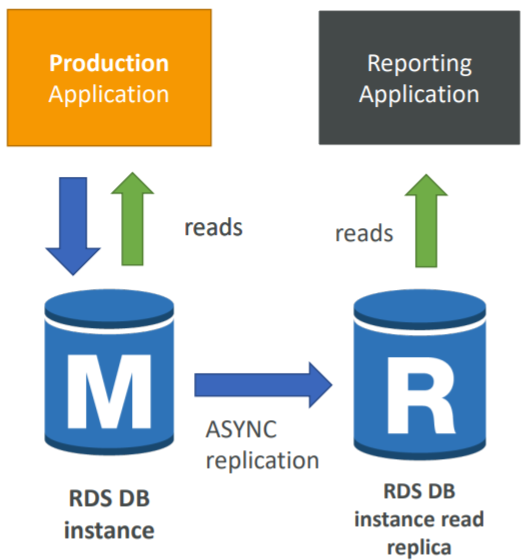 Production
Application
Reporting
Application
reads
reads
M
R
ASYNC
replication
RDS DB
instance
RDS DB
instance read
replica